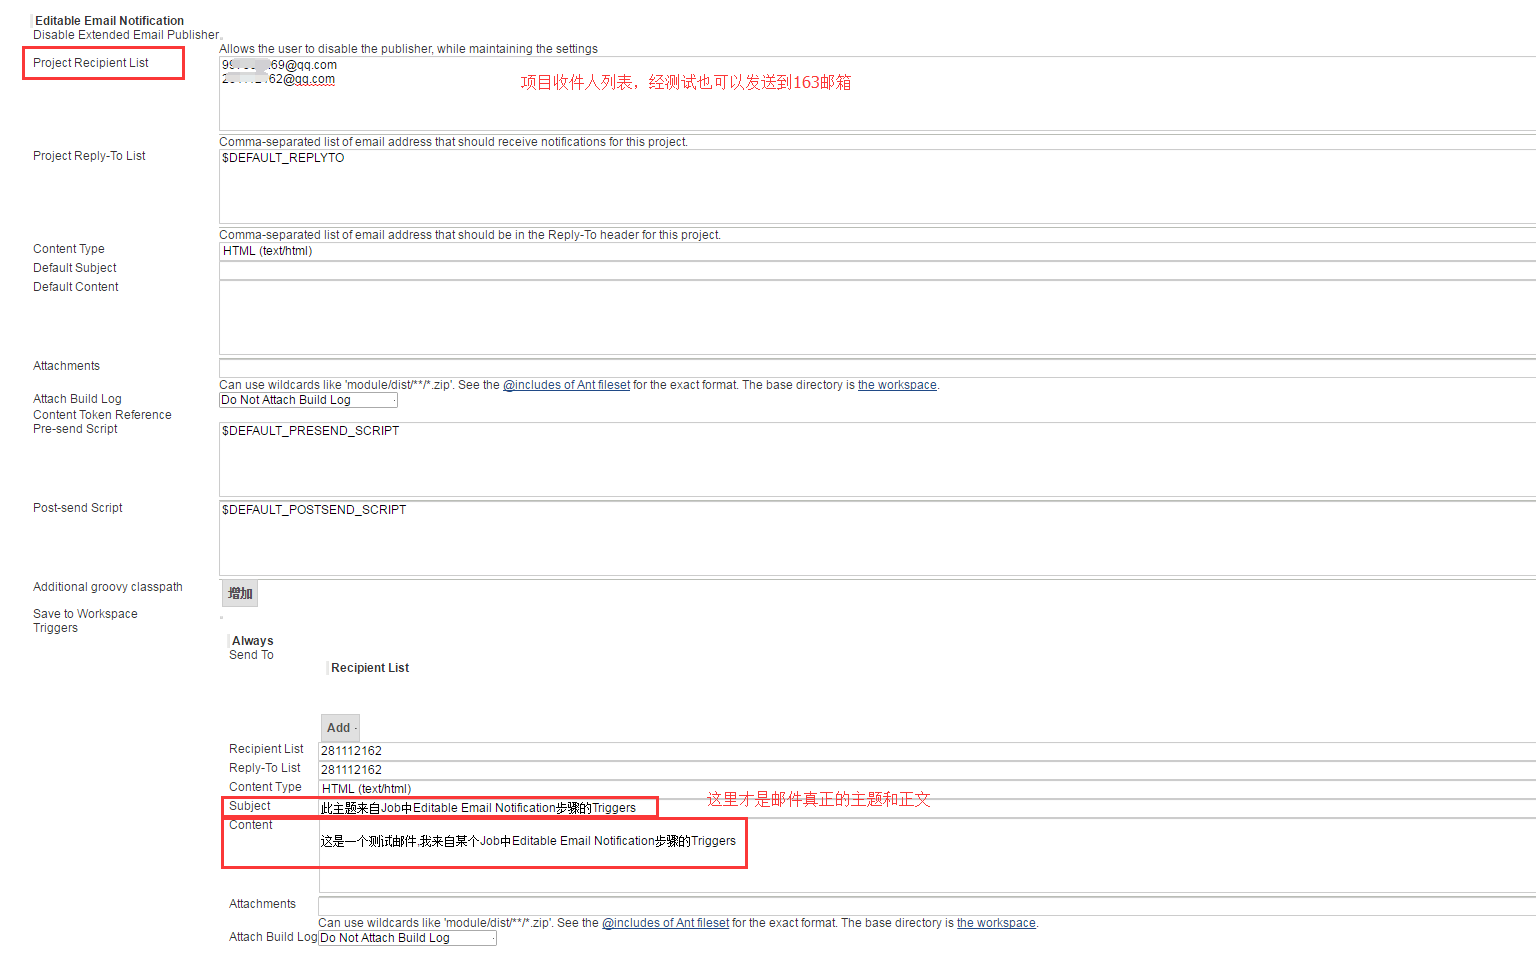 Editable Email Notification
Disable Extended Email Publisher
Allows the user to disable the publisher, while maintaining the settings
Project Recipient List
69@qq.com
62@qq.com
项目收件人列表，经测试也可以发送到163邮箱
Comma-separated list of email address that should receive notifications for this project.
Project Reply-To List
$DEFAULT_REPLYTO
Comma-separated list of email address that should be in the Reply-To header for this project.
Content Type
HTML (text/html)
Default Subject
Default Content
Attachments
Can use wildcards like 'module/dist/**/*.zip'. See the @includes of Ant fileset for the exact format. The base directory is the workspace.
Attach Build Log
Do Not Attach Build Log
Content Token Reference
Pre-send Script
$DEFAULT_PRESEND_SCRIPT
Post-send Script
$DEFAULT_POSTSEND_SCRIPT
Additional groovy classpath
增加
Save to Workspace
Triggers
Always
Send To
Recipient List
Add
Recipient List
281112162
Reply-To List
281112162
Content Type
HTML (text/html)
Subject
此主题来自Job中Editable Email Notification步骤的Triggers
这里才是邮件真正的主题和正文
Content
这是一个测试邮件,我来自某个Job中Editable Email Notification步骤的Triggers
Attachments
Can use wildcards like 'module/dist/**/*.zip'. See the @includes of Ant fileset for the exact format. The base directory is the workspace.
Attach Build Log
Do Not Attach Build Log